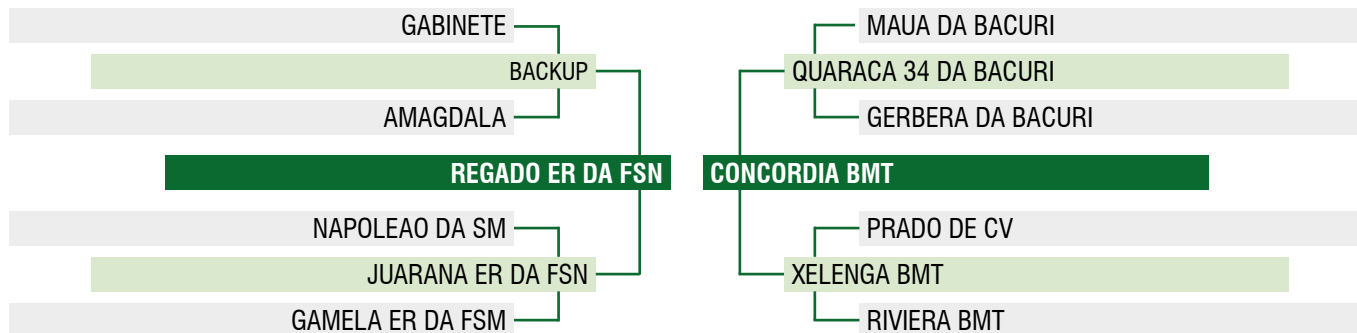 GABINETE
MAUA DA BACURI
BACKUP
QUARACA 34 DA BACURI
AMAGDALA
GERBERA DA BACURI
REGADO ER DA FSN
CONCORDIA BMT
NAPOLEAO DA SM
PRADO DE CV
JUARANA ER DA FSN
XELENGA BMT
GAMELA ER DA FSM
RIVIERA BMT